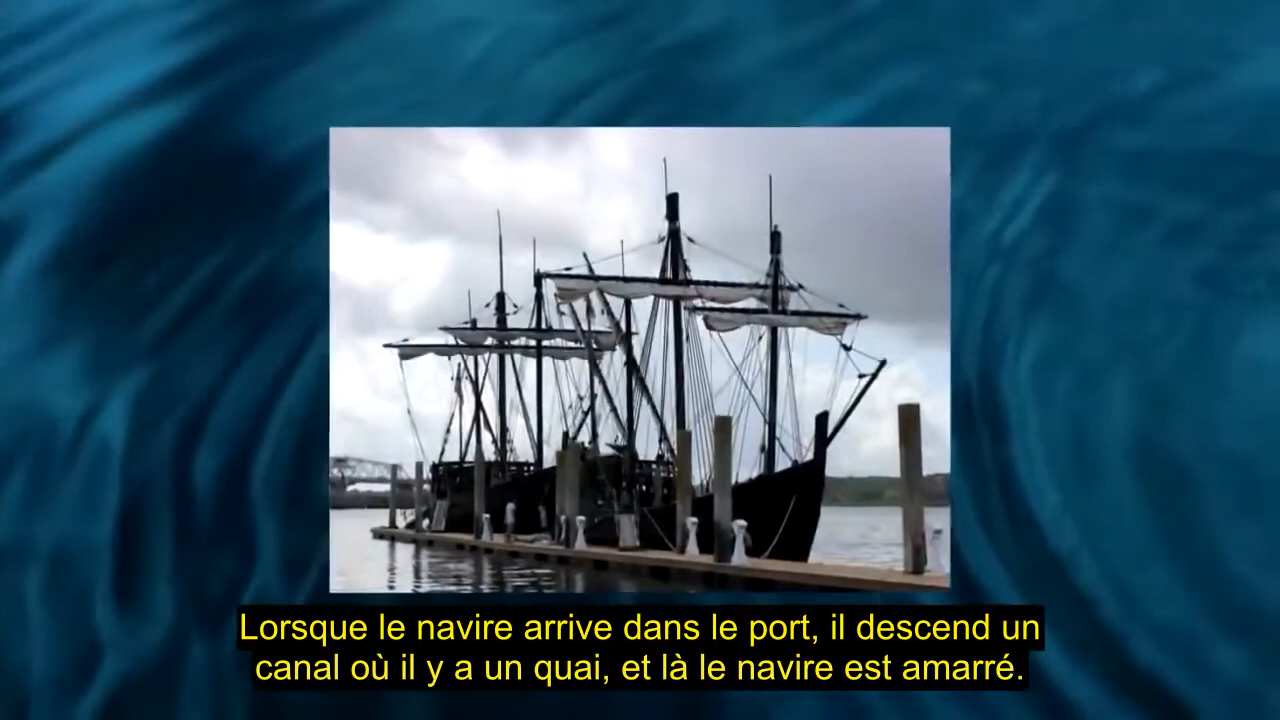 Lorsque le navire arrive dans le port, il descend un
canal où il y a un quai, et là le navire est amarré.